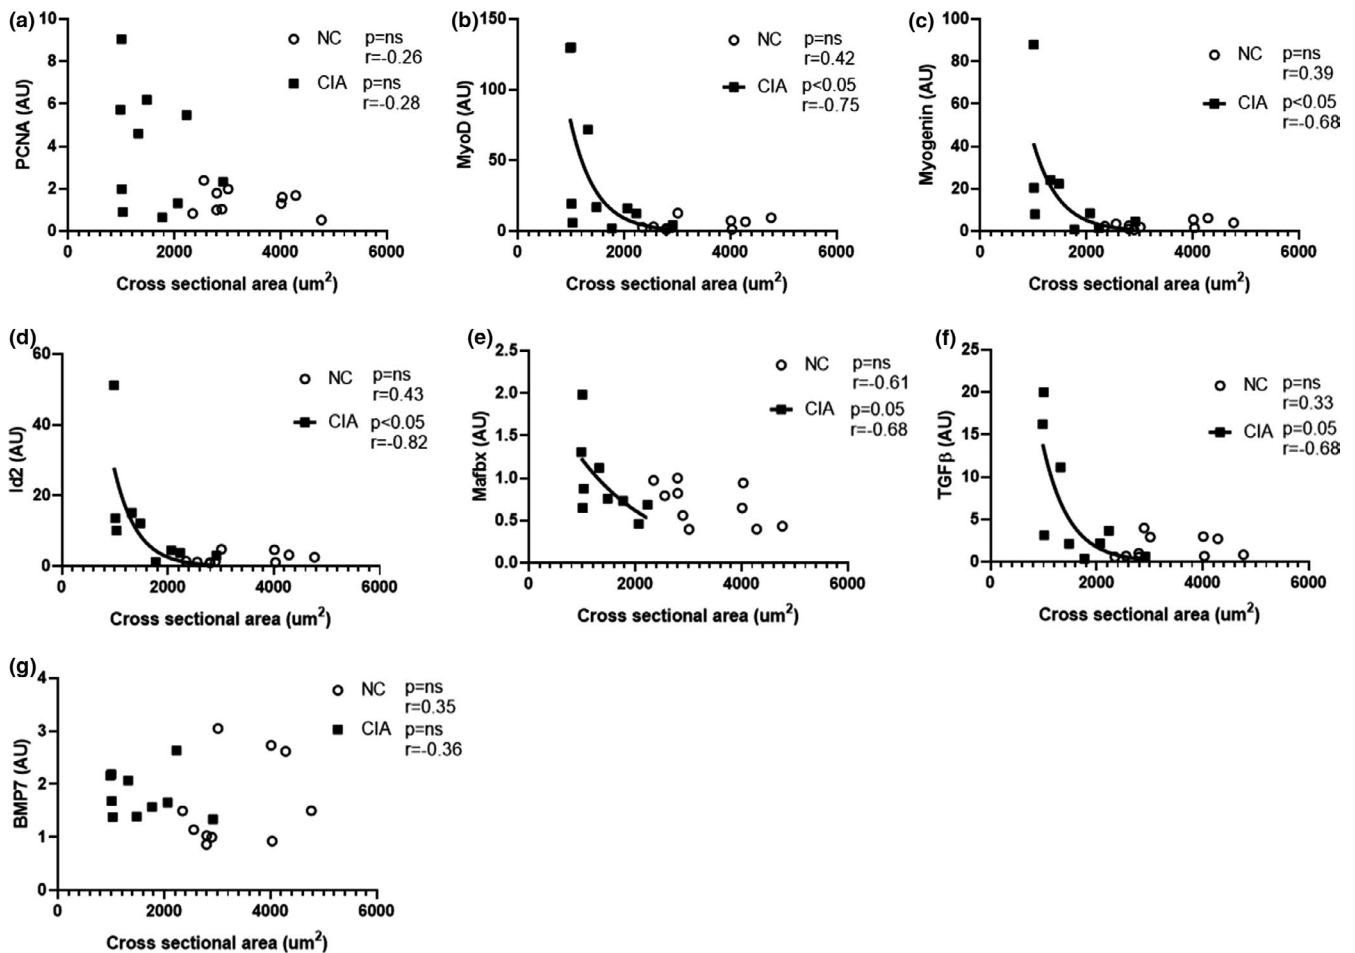 (a)
10
8
6
4
2
0
PCNA (AU)
0 2000 4000 6000
Cross sectional area (um²)
NC p=ns
r=-0.26
CIA p=ns
r=-0.28
(b)
150
100
50
0
MyoD (AU)
0 2000 4000 6000
Cross sectional area (um²)
NC p=ns
r=0.42
CIA p<0.05
r=-0.75
(c)
100
80
60
40
20
0
Myogenin (AU)
0 2000 4000 6000
Cross sectional area (um²)
NC p=ns
r=0.39
CIA p<0.05
r=-0.68
(d)
60
40
20
0
Id2 (AU)
0 2000 4000 6000
Cross sectional area (um²)
NC p=ns
r=0.43
CIA p<0.05
r=-0.82
(e)
2.5
2.0
1.5
1.0
0.5
0.0
Mafbx (AU)
0 2000 4000 6000
Cross sectional area (um²)
NC p=ns
r=-0.61
CIA p=0.05
r=-0.68
(f)
25
20
15
10
5
0
TGFβ (AU)
0 2000 4000 6000
Cross sectional area (um²)
NC p=ns
r=0.33
CIA p=0.05
r=-0.68
(g)
4
3
2
1
0
BMP7 (AU)
0 2000 4000 6000
Cross sectional area (um²)
NC p=ns
r=0.35
CIA p=ns
r=-0.36